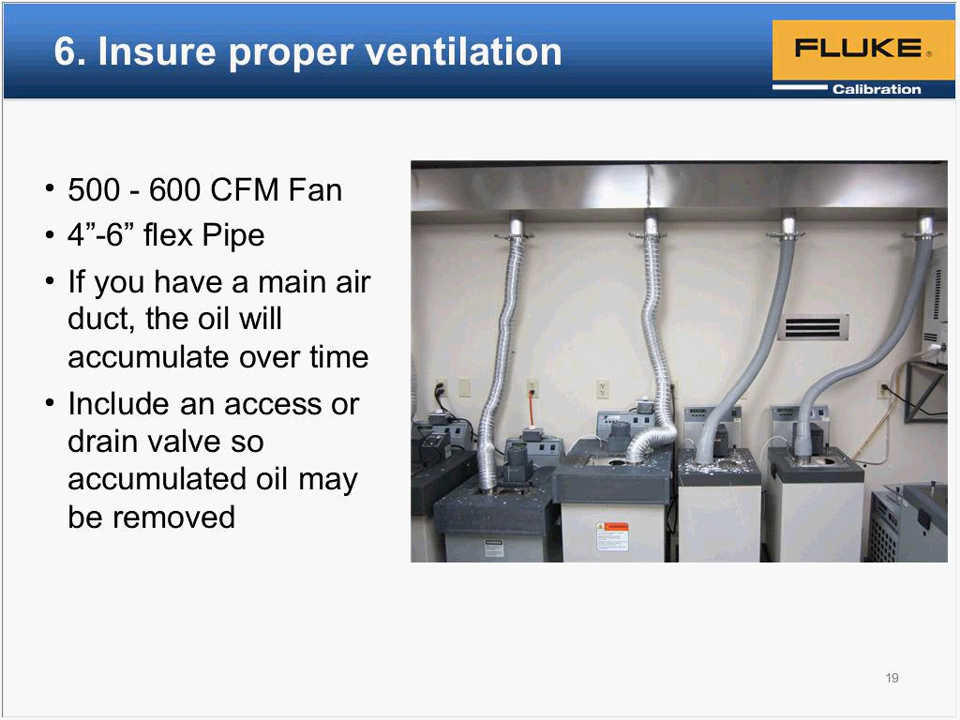 6. Insure proper ventilation
FLUKE®
Calibration
• 500 - 600 CFM Fan
• 4”-6” flex Pipe
• If you have a main air
duct, the oil will
accumulate over time
• Include an access or
drain valve so
accumulated oil may
be removed
19